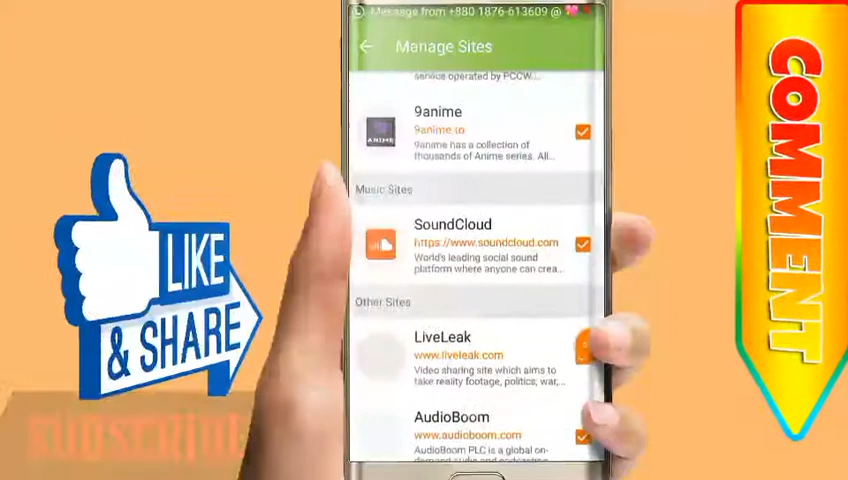 Message from +880 1876-613609 @
Manage Sites
service operated by PCCW...
9anime
9anime.to
9anime has a collection of
thousands of Anime series. All...
ANIME
Music Sites
SoundCloud
https://www.soundcloud.com
World's leading social sound
platform where anyone can crea...
Other Sites
LiveLeak
www.liveleak.com
Video sharing site which aims to
take reality footage, politics, war,...
AudioBoom
www.audioboom.com
AudioBoom PLC is a global on-
demand audio and podcasting
LIKE
& SHARE
SUBSCRIBE
COMMENT